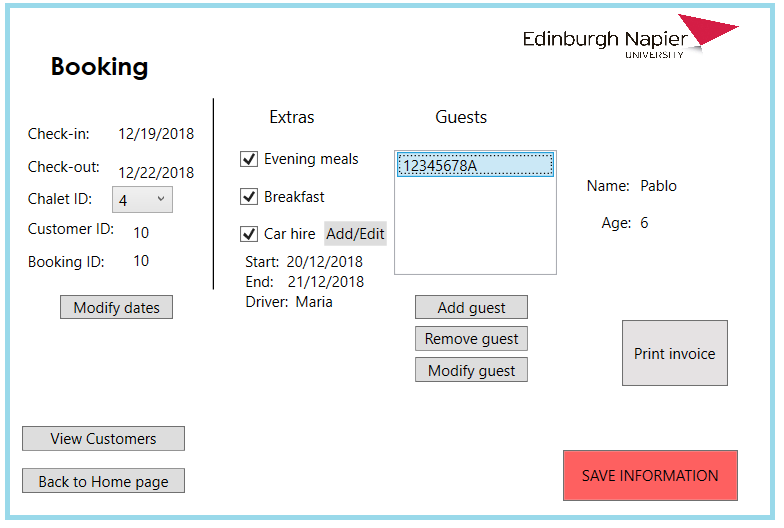 Edinburgh Napier
UNIVERSITY
Booking
Check-in: 12/19/2018
Check-out: 12/22/2018
Chalet ID: 4
Customer ID: 10
Booking ID: 10
Modify dates
Extras
Evening meals
Breakfast
Car hire Add/Edit
Start: 20/12/2018
End: 21/12/2018
Driver: Maria
Guests
12345678A
Add guest
Remove guest
Modify guest
Name: Pablo
Age: 6
Print invoice
View Customers
Back to Home page
SAVE INFORMATION